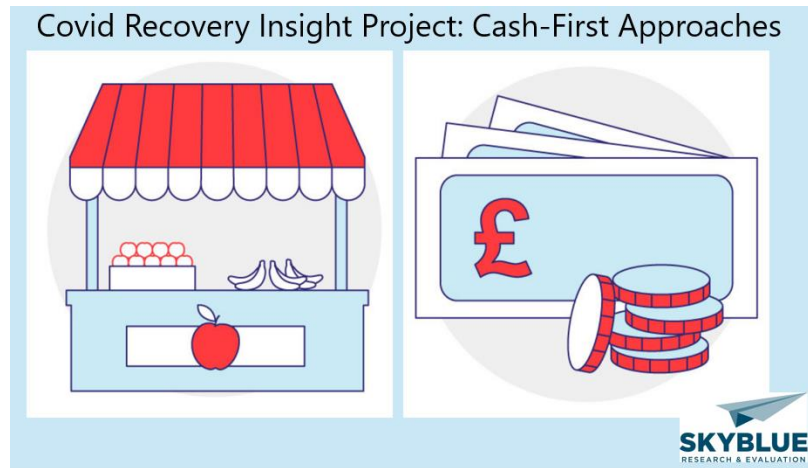 Covid Recovery Insight Project: Cash-First Approaches
£
SKYBLUE
RESEARCH & EVALUATION